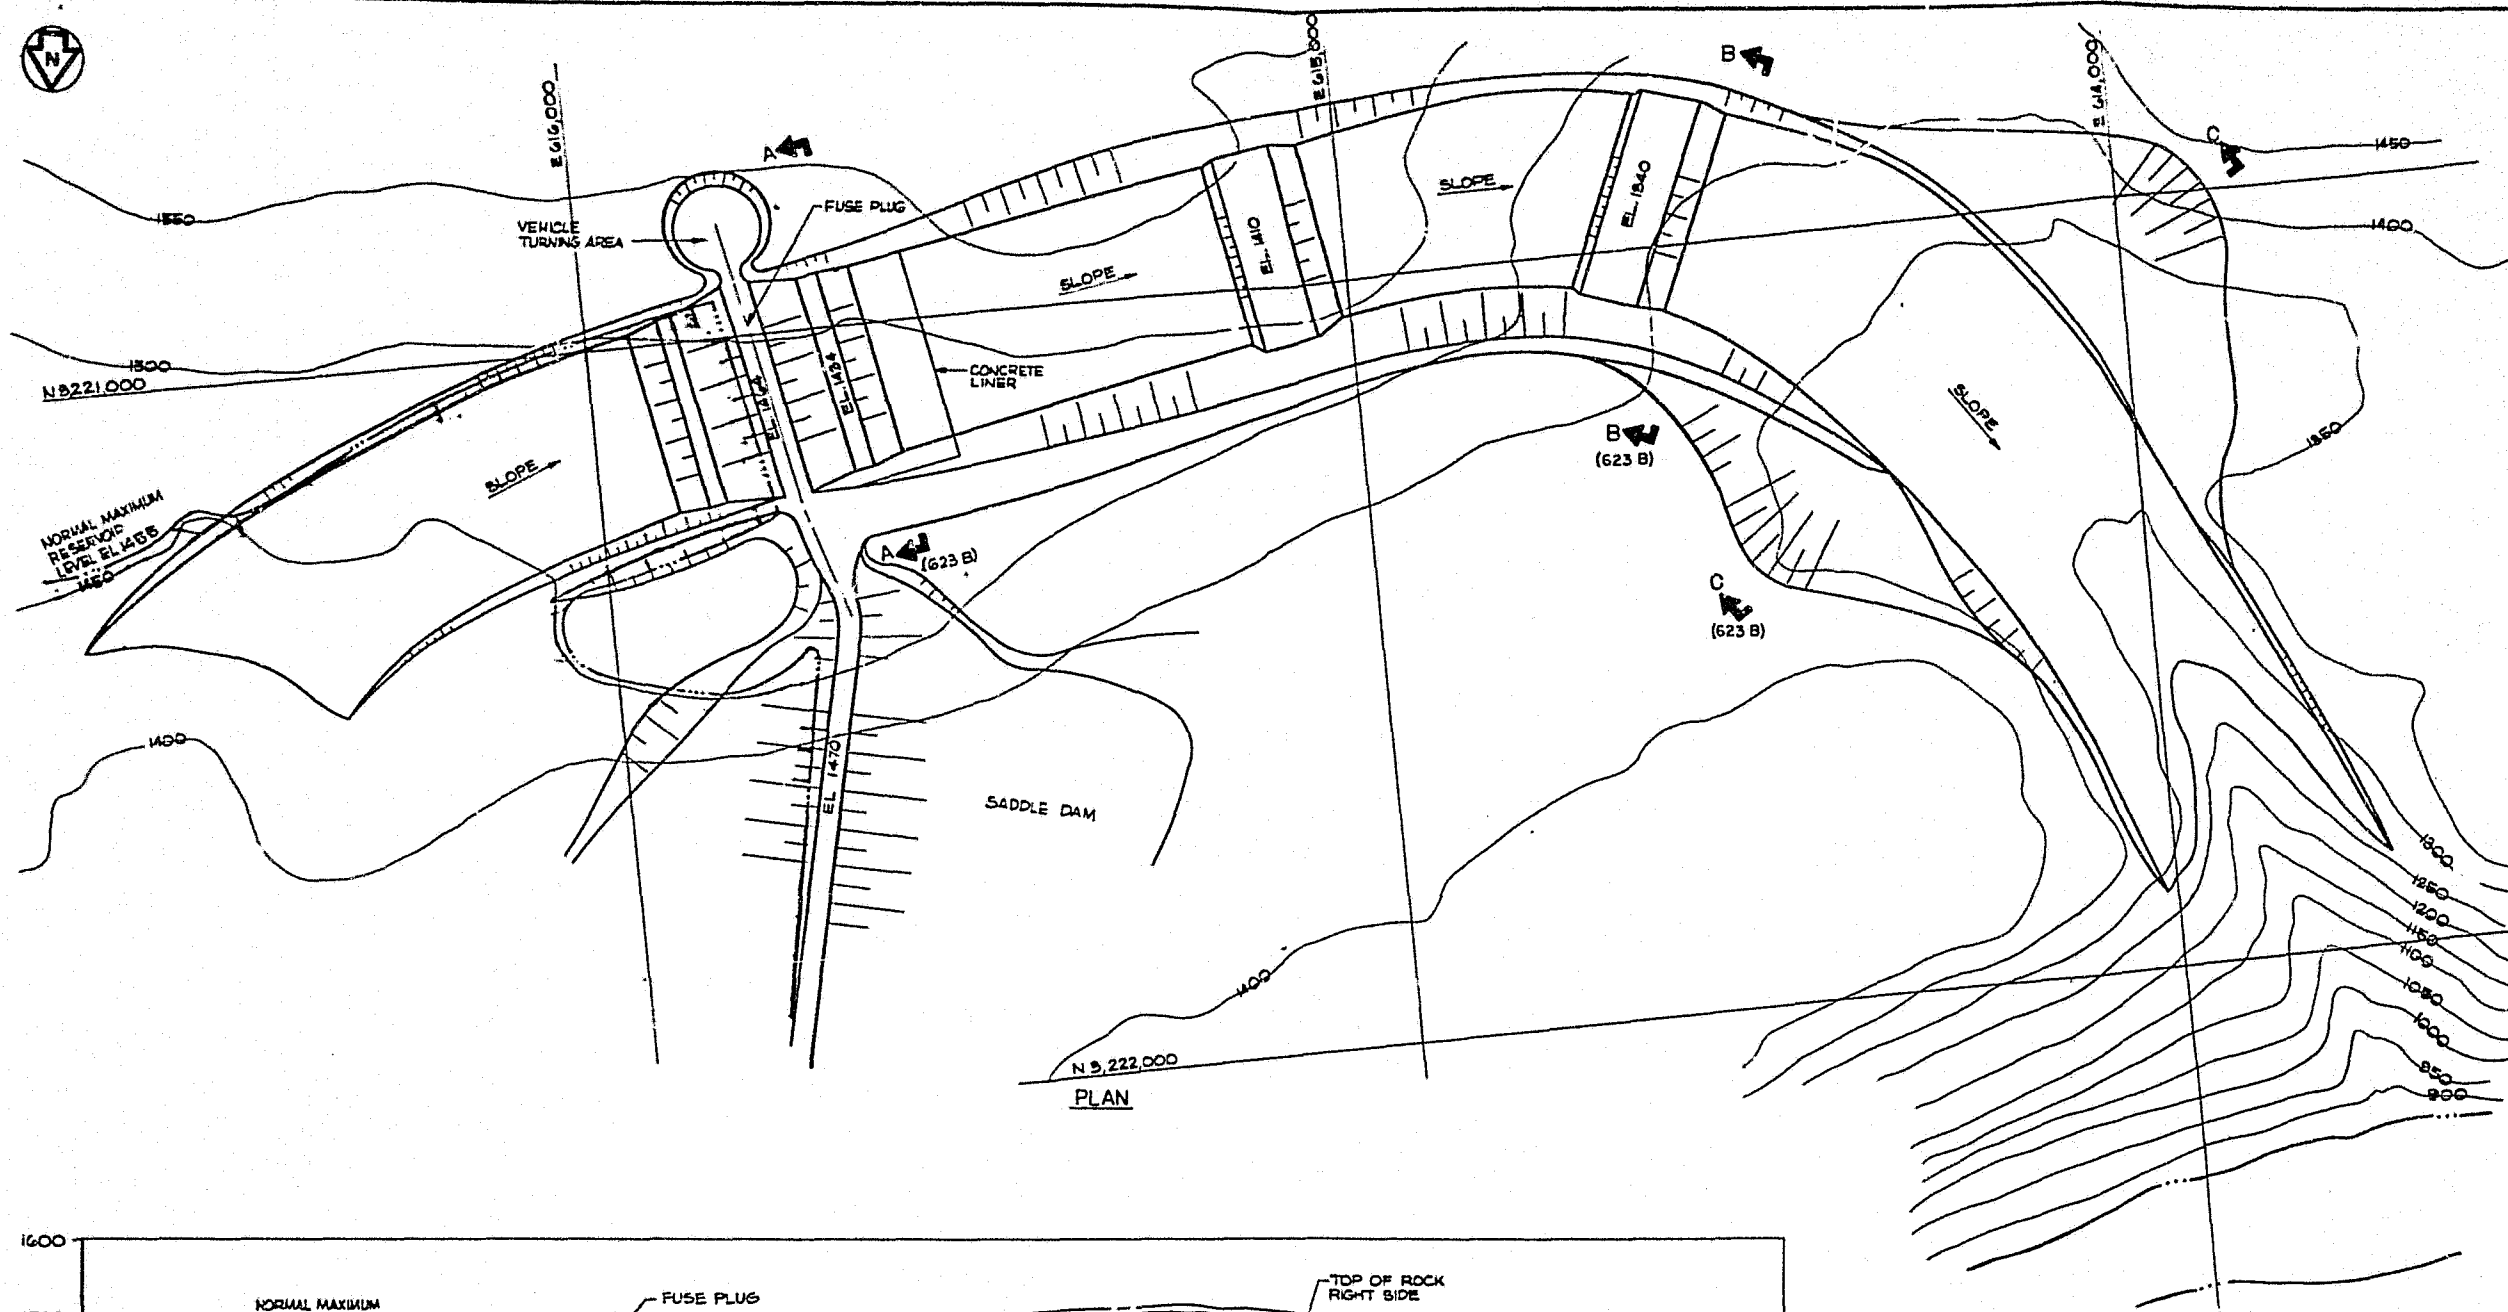 N
E 616,000
E 615,000
E 614,000
B
A
C
1450
1550
VEHICLE
TURNING AREA
FUSE PLUG
SLOPE
EL. 1340
1400
EL. 1410
SLOPE
1300
N 3221,000
EL. 1434
CONCRETE
LINER
SLOPE
1350
B
(623 B)
SLOPE
NORMAL MAXIMUM
RESERVOIR
LEVEL EL 1455
1450
A
(623 B)
C
(623 B)
1400
EL 1470
SADDLE DAM
1300
1250
1200
1150
1100
1050
1000
950
900
1400
N 3,222,000
PLAN
1600
NORMAL MAXIMUM
FUSE PLUG
TOP OF ROCK
RIGHT SIDE